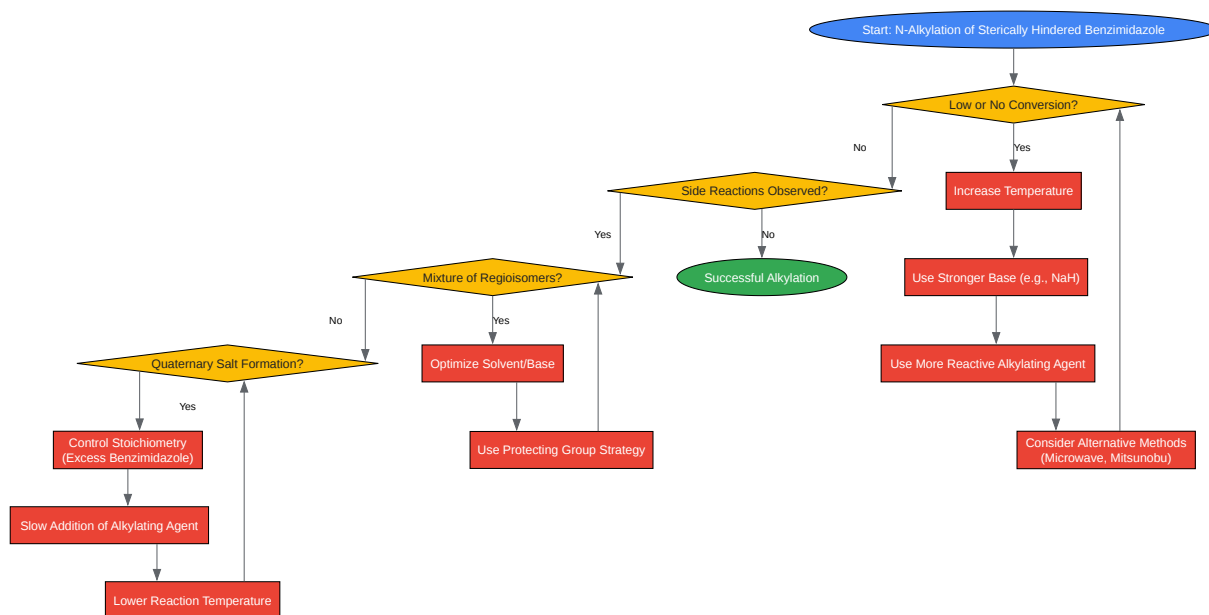 Start: N-Alkylation of Sterically Hindered Benzimidazole
Low or No Conversion?
No
Yes
Side Reactions Observed?
Increase Temperature
Yes
No
Mixture of Regioisomers?
Successful Alkylation
Use Stronger Base (e.g., NaH)
No
Yes
Quaternary Salt Formation?
Optimize Solvent/Base
Use More Reactive Alkylating Agent
Yes
Control Stoichiometry
(Excess Benzimidazole)
Use Protecting Group Strategy
Consider Alternative Methods
(Microwave, Mitsunobu)
Slow Addition of Alkylating Agent
Lower Reaction Temperature